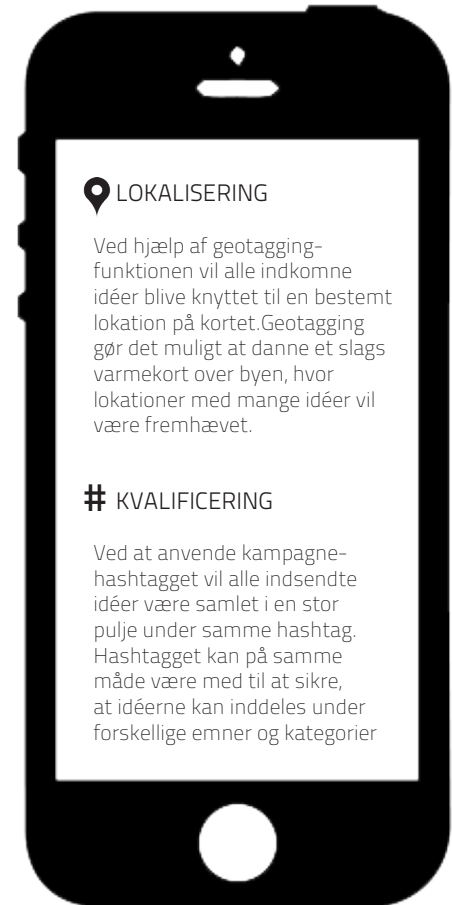 LOKALISERING
Ved hjælp af geotagging-
funktionen vil alle indkomne
idéer blive knyttet til en bestemt
lokation på kortet.Geotagging
gør det muligt at danne et slags
varmekort over byen, hvor
lokationer med mange idéer vil
være fremhævet.
# KVALIFICERING
Ved at anvende kampagne-
hashtagget vil alle indsendte
idéer være samlet i en stor
pulje under samme hashtag.
Hashtagget kan på samme
måde være med til at sikre,
at idéerne kan inddeles under
forskellige emner og kategorier